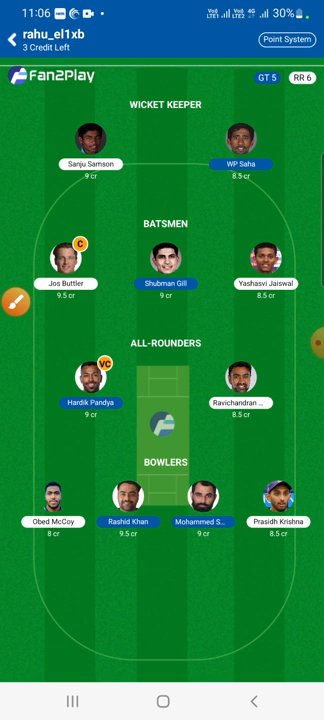 11:06 30%
rahu_el1xb
3 Credit Left
Point System
Fan2Play
GT 5 RR 6
WICKET KEEPER
Sanju Samson WP Saha
9 cr 8.5 cr
BATSMEN
C
Jos Buttler Shubman Gill Yashasvi Jaiswal
9.5 cr 9 cr 8.5 cr
ALL-ROUNDERS
VC
Hardik Pandya Ravichandran ...
9 cr 8.5 cr
BOWLERS
Obed McCoy Rashid Khan Mohammed S... Prasidh Krishna
8 cr 9.5 cr 9 cr 8.5 cr